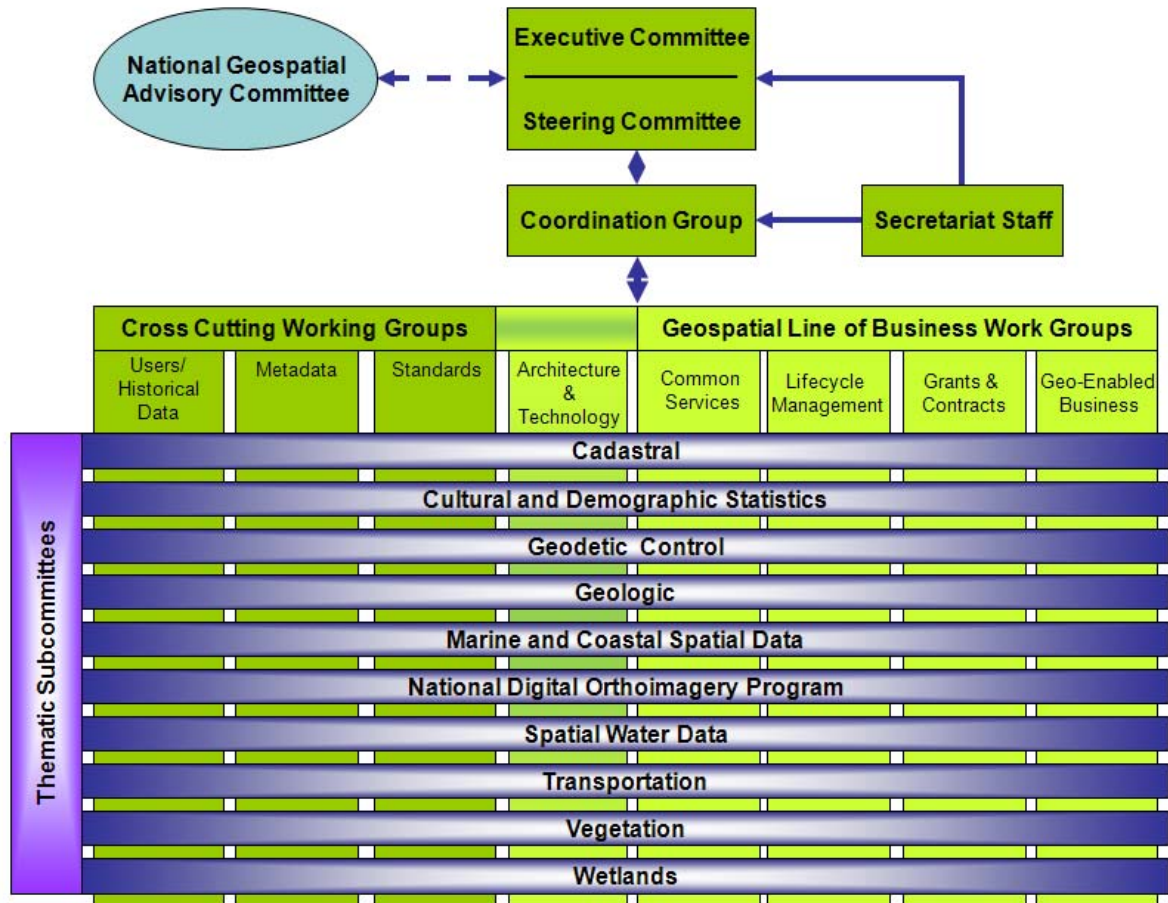 National Geospatial
Advisory Committee
Executive Committee
Steering Committee
Coordination Group
Secretariat Staff
Cross Cutting Working Groups
Geospatial Line of Business Work Groups
Users/
Historical
Data
Metadata
Standards
Architecture
&
Technology
Common
Services
Lifecycle
Management
Grants &
Contracts
Geo-Enabled
Business
Thematic Subcommittees
Cadastral
Cultural and Demographic Statistics
Geodetic Control
Geologic
Marine and Coastal Spatial Data
National Digital Orthoimagery Program
Spatial Water Data
Transportation
Vegetation
Wetlands